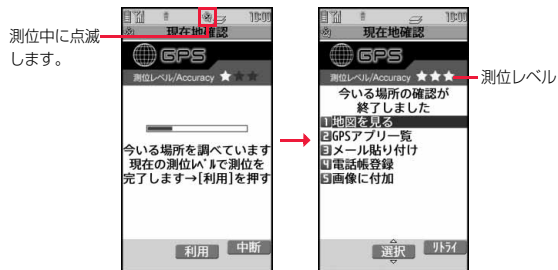 測位中に点滅
します。
10:00
現在地確認
GPS
測位レベル/Accuracy ★★★
今いる場所を調べています
現在の測位ﾚﾍﾞﾙで測位を
完了します→[利用]を押す
利用 中断
10:00
現在地確認
GPS
測位レベル/Accuracy ★★★
測位レベル
今いる場所の確認が
終了しました
1地図を見る
2GPSアプリ一覧
3メール貼り付け
4電話帳登録
5画像に付加
選択 ﾘﾄﾗｲ